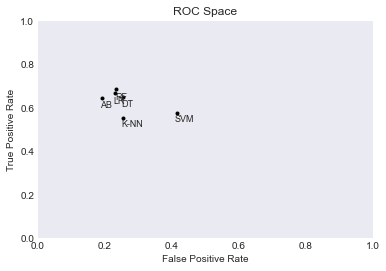 ROC Space
1.0
0.8
0.6
0.4
0.2
0.0
True Positive Rate
LR
DT
AB
K-NN
SVM
0.0 0.2 0.4 0.6 0.8 1.0
False Positive Rate